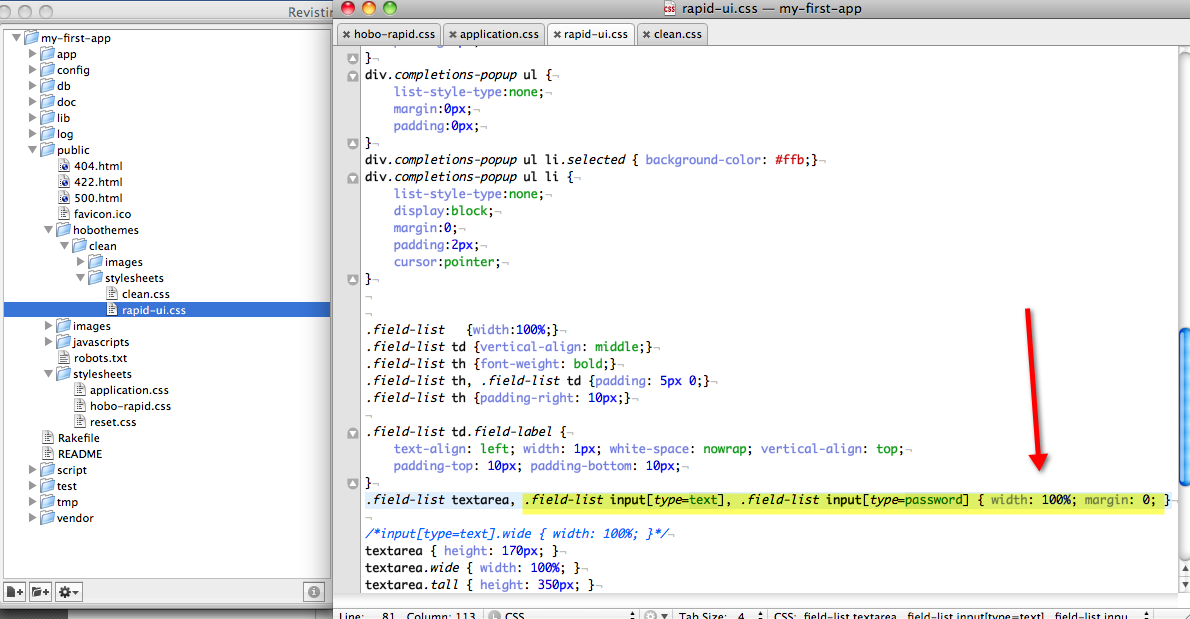 Revistin
my-first-app
app
config
db
doc
lib
log
public
404.html
422.html
500.html
favicon.ico
hobothemes
clean
images
stylesheets
clean.css
rapid-ui.css
images
javascripts
robots.txt
stylesheets
application.css
hobo-rapid.css
reset.css
Rakefile
README
script
test
tmp
vendor
rapid-ui.css — my-first-app
hobo-rapid.css application.css rapid-ui.css clean.css
}¬
div.completions-popup ul {¬
list-style-type:none;¬
margin:0px;¬
padding:0px;¬
}¬
div.completions-popup ul li.selected { background-color: #ffb;}¬
div.completions-popup ul li {¬
list-style-type:none;¬
display:block;¬
margin:0;¬
padding:2px;¬
cursor:pointer;¬
}¬
¬
¬
.field-list {width:100%;}¬
.field-list td {vertical-align: middle;}¬
.field-list th {font-weight: bold;}¬
.field-list th, .field-list td {padding: 5px 0;}¬
.field-list th {padding-right: 10px;}¬
¬
.field-list td.field-label {¬
text-align: left; width: 1px; white-space: nowrap; vertical-align: top;¬
padding-top: 10px; padding-bottom: 10px;¬
}¬
.field-list textarea, .field-list input[type=text], .field-list input[type=password] { width: 100%; margin: 0; }¬
¬
/*input[type=text].wide { width: 100%; }*/¬
textarea { height: 170px; }¬
textarea.wide { width: 100%; }¬
textarea.tall { height: 350px; }¬
Line: 81 Column: 113 CSS Tab Size: 4 CSS: .field-list textarea, .field-list input[type=text], .field-list inpu